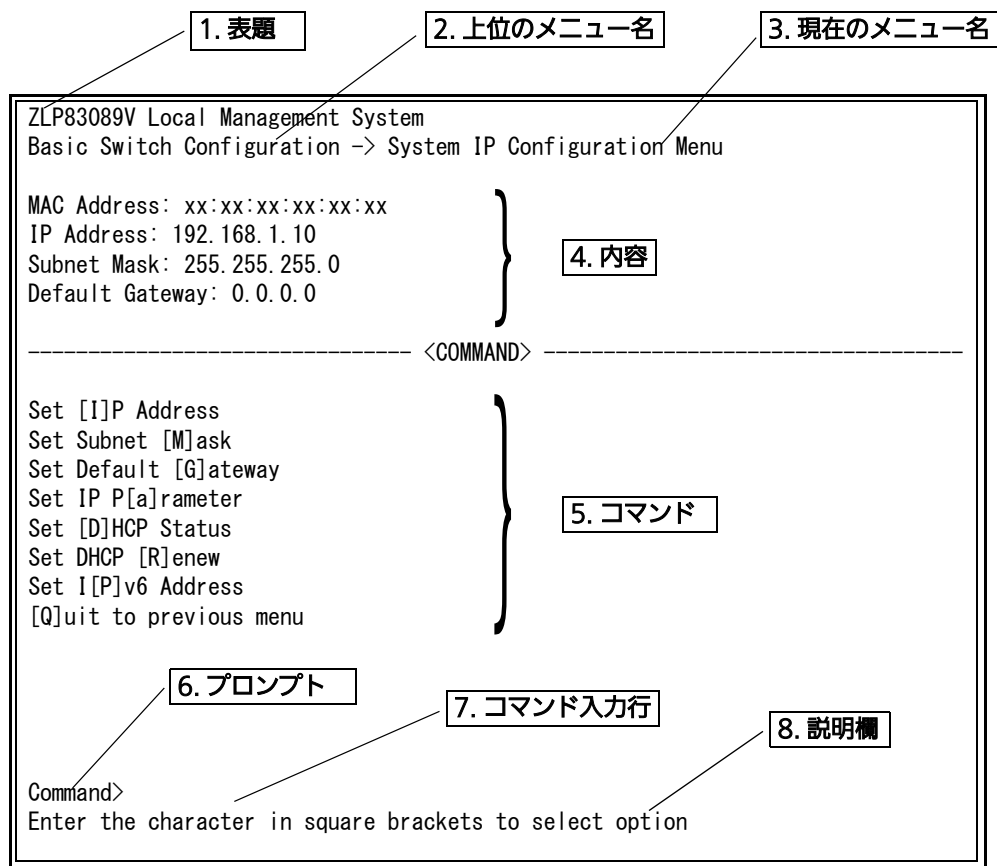 1. 表題
2. 上位のメニュー名
3. 現在のメニュー名
ZLP83089V Local Management System
Basic Switch Configuration -> System IP Configuration Menu
MAC Address: xx:xx:xx:xx:xx:xx
IP Address: 192.168.1.10
Subnet Mask: 255.255.255.0
Default Gateway: 0.0.0.0
4. 内容
-------------------------------- <COMMAND> -----------------------------------
Set [I]P Address
Set Subnet [M]ask
Set Default [G]ateway
Set IP P[a]rameter
Set [D]HCP Status
Set DHCP [R]enew
Set I[P]v6 Address
[Q]uit to previous menu
5. コマンド
6. プロンプト
7. コマンド入力行
8. 説明欄
Command>
Enter the character in square brackets to select option